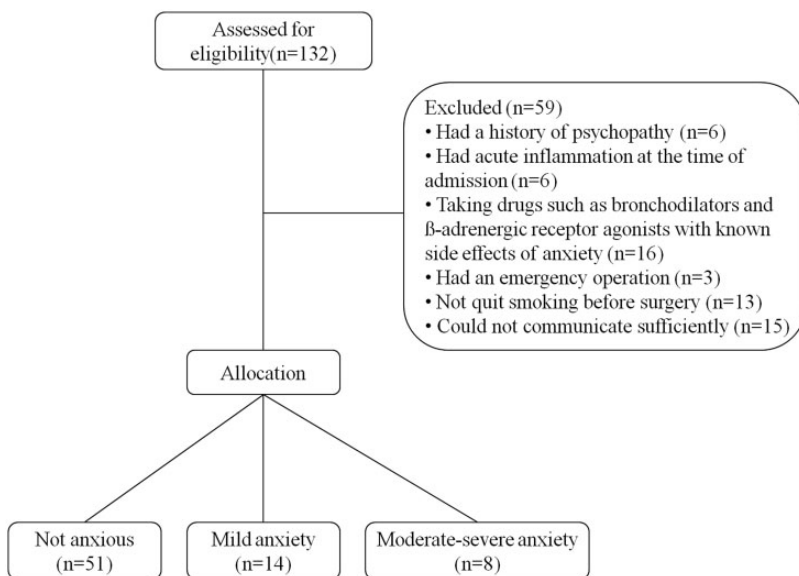 Assessed for
eligibility(n=132)
Excluded (n=59)
• Had a history of psychopathy (n=6)
• Had acute inflammation at the time of
admission (n=6)
• Taking drugs such as bronchodilators and
ß-adrenergic receptor agonists with known
side effects of anxiety (n=16)
• Had an emergency operation (n=3)
• Not quit smoking before surgery (n=13)
• Could not communicate sufficiently (n=15)
Allocation
Not anxious
(n=51)
Mild anxiety
(n=14)
Moderate-severe anxiety
(n=8)